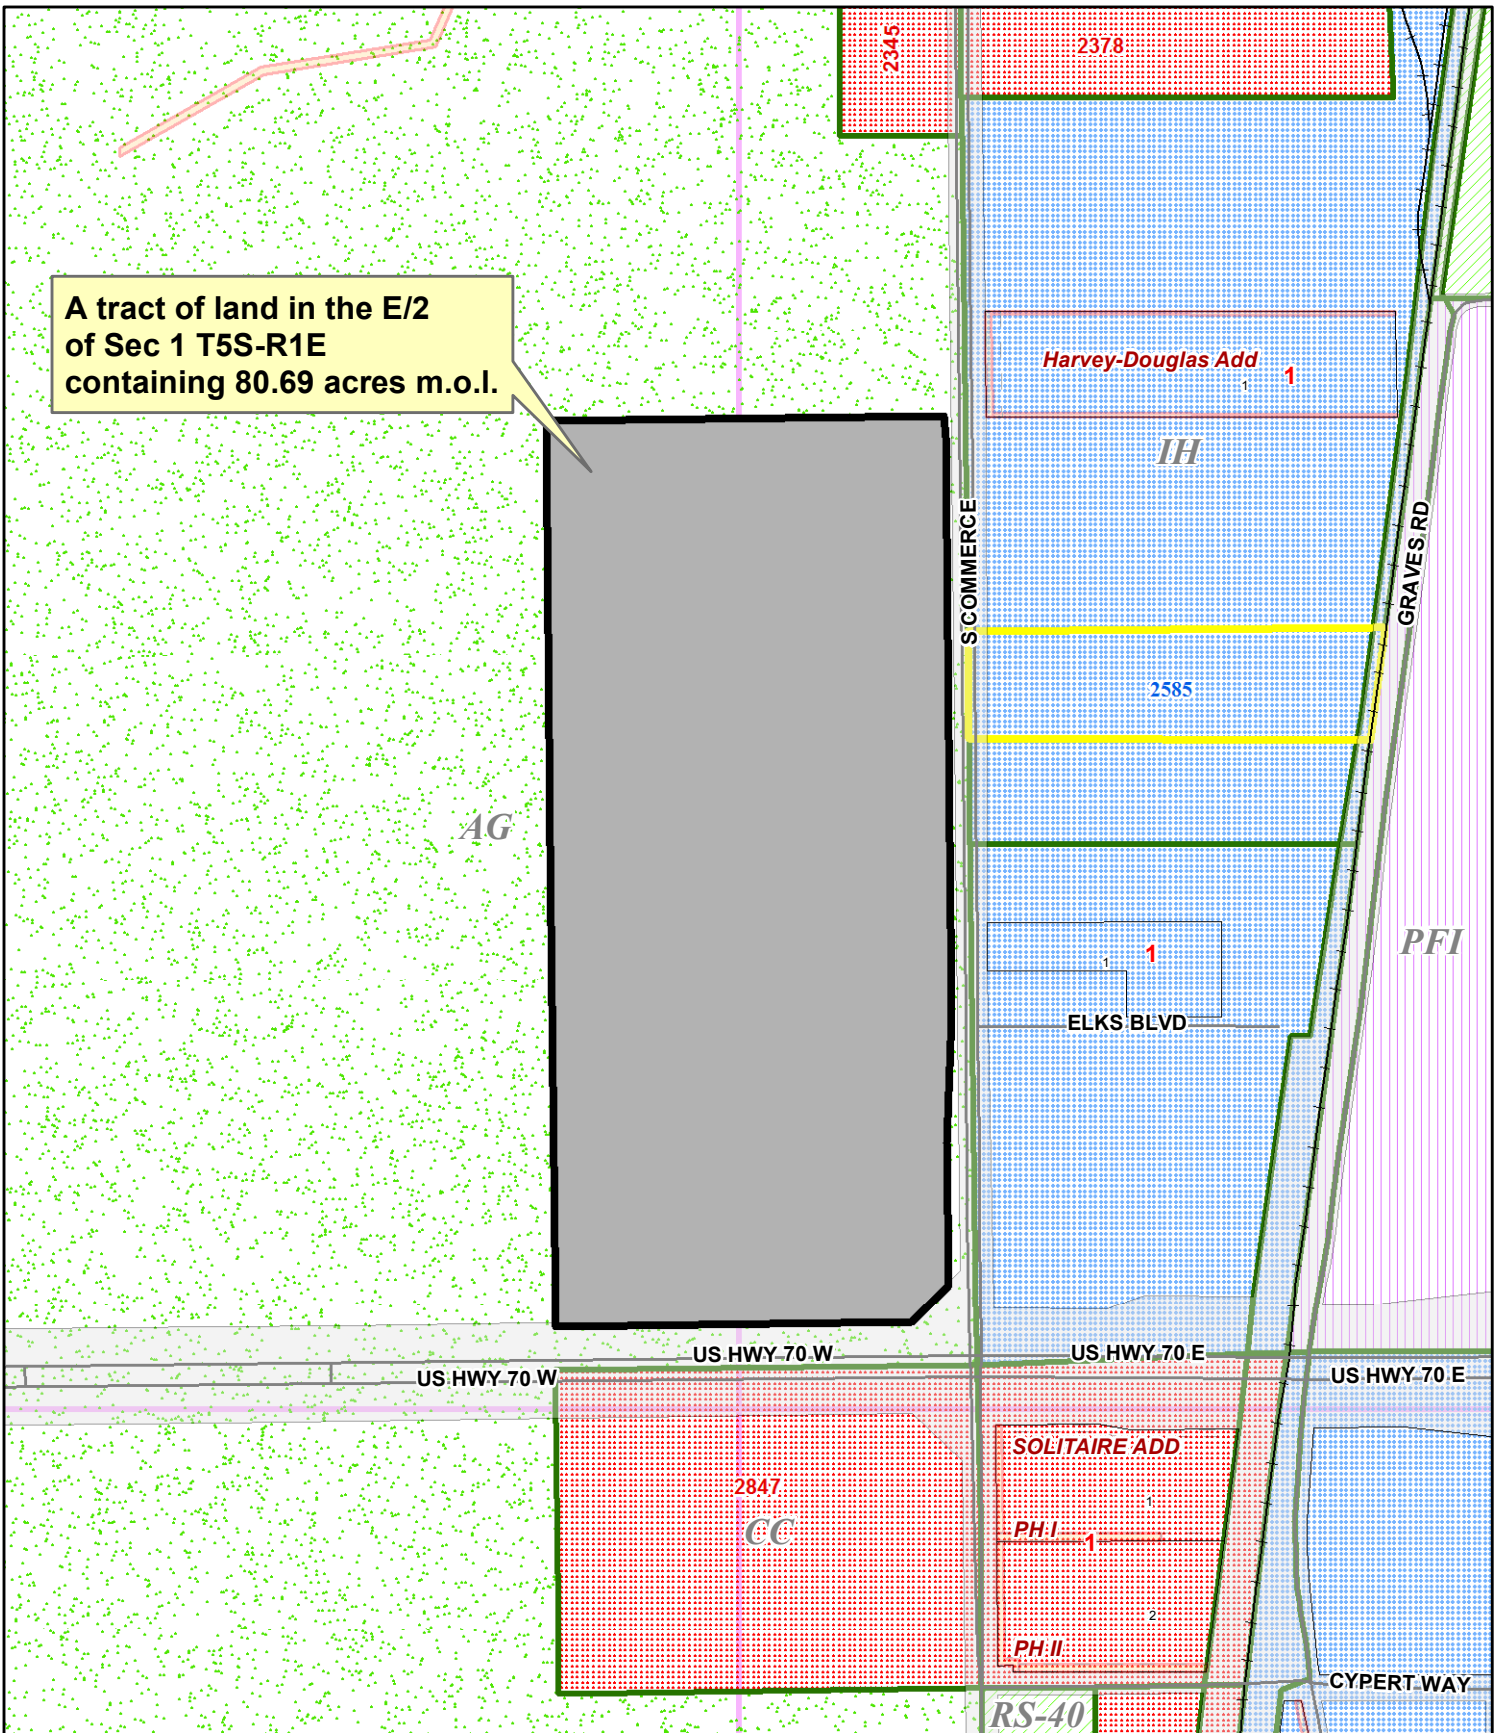 2345
2378
A tract of land in the E/2
of Sec 1 T5S-R1E
containing 80.69 acres m.o.l.
Harvey-Douglas Add
1
1
IH
S COMMERCE
GRAVES RD
2585
AG
PFI
1
1
ELKS BLVD
US HWY 70 W
US HWY 70 E
US HWY 70 W
US HWY 70 E
SOLITAIRE ADD
2847
1
CC
PH I
1
2
PH II
CYPERT WAY
RS-40